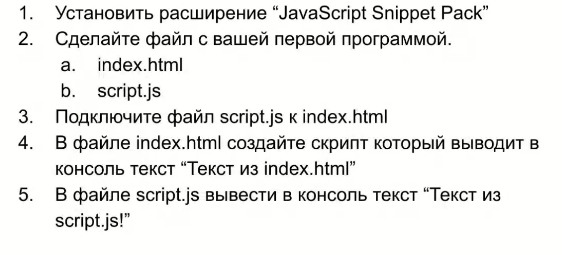 1. Установить расширение “JavaScript Snippet Pack”
2. Сделайте файл с вашей первой программой.
a. index.html
b. script.js
3. Подключите файл script.js к index.html
4. В файле index.html создайте скрипт который выводит в
консоль текст “Текст из index.html”
5. В файле script.js вывести в консоль текст “Текст из
script.js!”